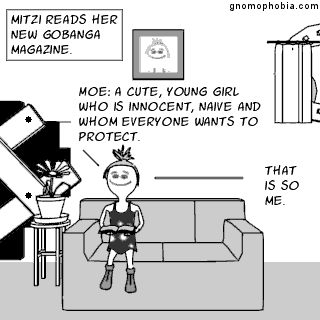 gnomophobia.com
MITZI READS HER
NEW GOBANGA
MAGAZINE.
MOE: A CUTE, YOUNG GIRL
WHO IS INNOCENT, NAIVE AND
WHOM EVERYONE WANTS TO
PROTECT.
THAT
IS SO
ME.